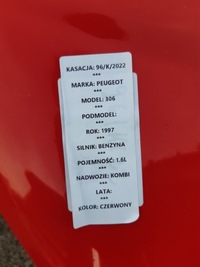 KASACJA: 96/K/2022
***
MARKA: PEUGEOT
***
MODEL: 306
***
PODMODEL:
***
ROK: 1997
***
SILNIK: BENZYNA
***
POJEMNOŚĆ: 1.6L
***
NADWOZIE: KOMBI
***
LATA:
***
KOLOR: CZERWONY